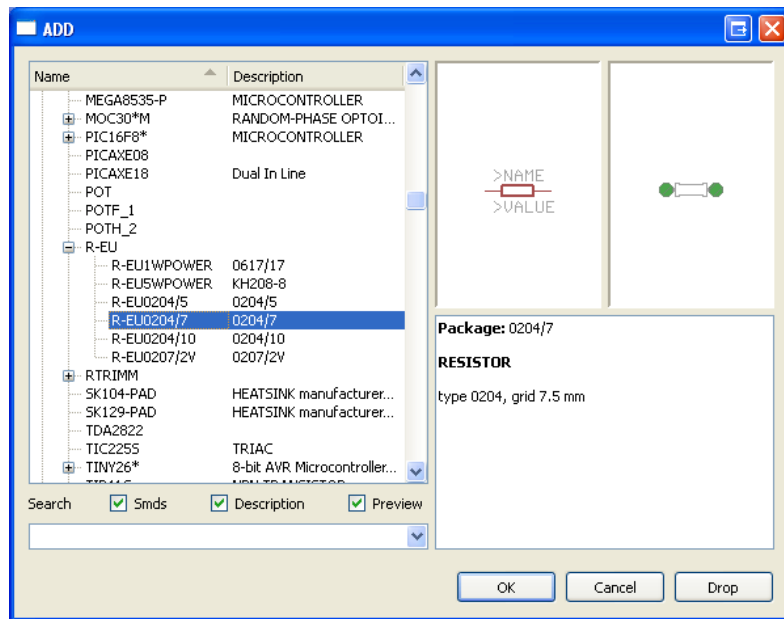 ADD
Name Description
MEGA8535-P MICROCONTROLLER
MOC30*M RANDOM-PHASE OPTOI...
PIC16F8* MICROCONTROLLER
PICAXE08
PICAXE18 Dual In Line
POT
POTF_1
POTH_2
R-EU
R-EU1WPOWER 0617/17
R-EU5WPOWER KH208-8
R-EU0204/5 0204/5
R-EU0204/7 0204/7
R-EU0204/10 0204/10
R-EU0207/2V 0207/2V
RTRIMM
SK104-PAD HEATSINK manufacturer...
SK129-PAD HEATSINK manufacturer...
TDA2822
TIC225S TRIAC
TINY26* 8-bit AVR Microcontroller...
Search Smds Description Preview
>NAME
>VALUE
Package: 0204/7
RESISTOR
type 0204, grid 7.5 mm
OK Cancel Drop